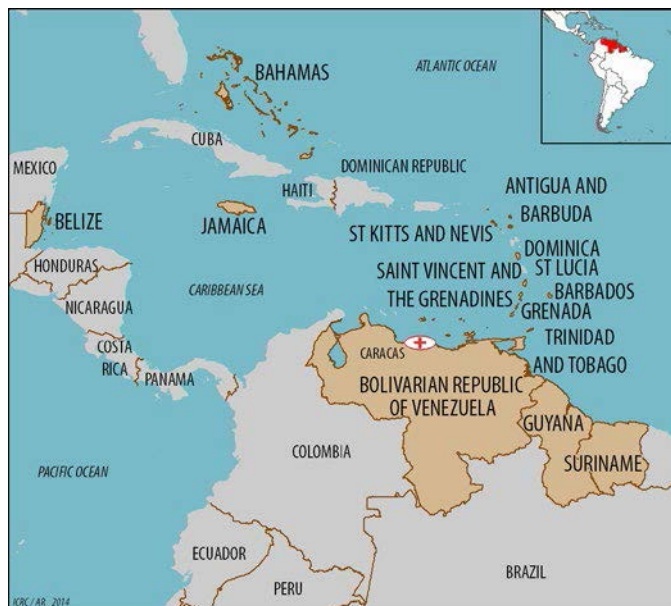 BAHAMAS
ATLANTIC OCEAN
CUBA
MEXICO
DOMINICAN REPUBLIC
HAITI
ANTIGUA AND
BARBUDA
BELIZE
JAMAICA
ST KITTS AND NEVIS
DOMINICA
HONDURAS
SAINT VINCENT AND
THE GRENADINES
ST LUCIA
CARIBBEAN SEA
BARBADOS
NICARAGUA
GRENADA
COSTA
RICA
TRINIDAD
AND TOBAGO
CARACAS
PANAMA
BOLIVARIAN REPUBLIC
OF VENEZUELA
GUYANA
COLOMBIA
SURINAME
PACIFIC OCEAN
ECUADOR
BRAZIL
PERU
ICRC / AR 2014